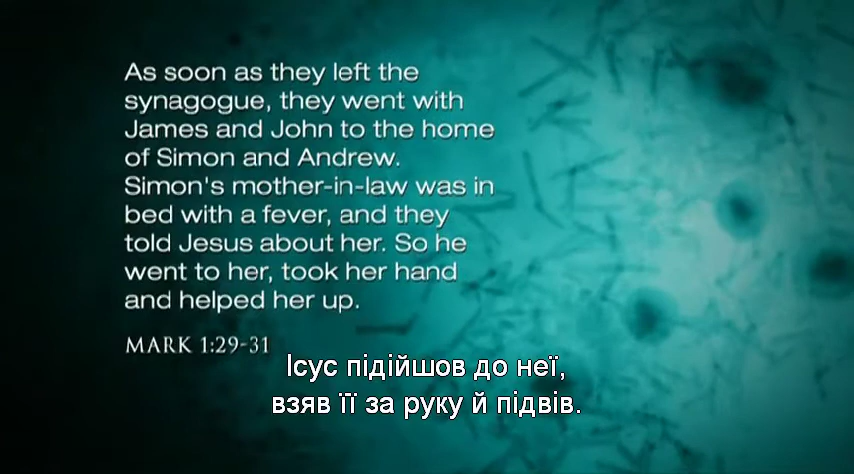 As soon as they left the
synagogue, they went with
James and John to the home
of Simon and Andrew.
Simon's mother-in-law was in
bed with a fever, and they
told Jesus about her. So he
went to her, took her hand
and helped her up.
MARK 1:29-31
Ісус підійшов до неї,
взяв її за руку й підвів.